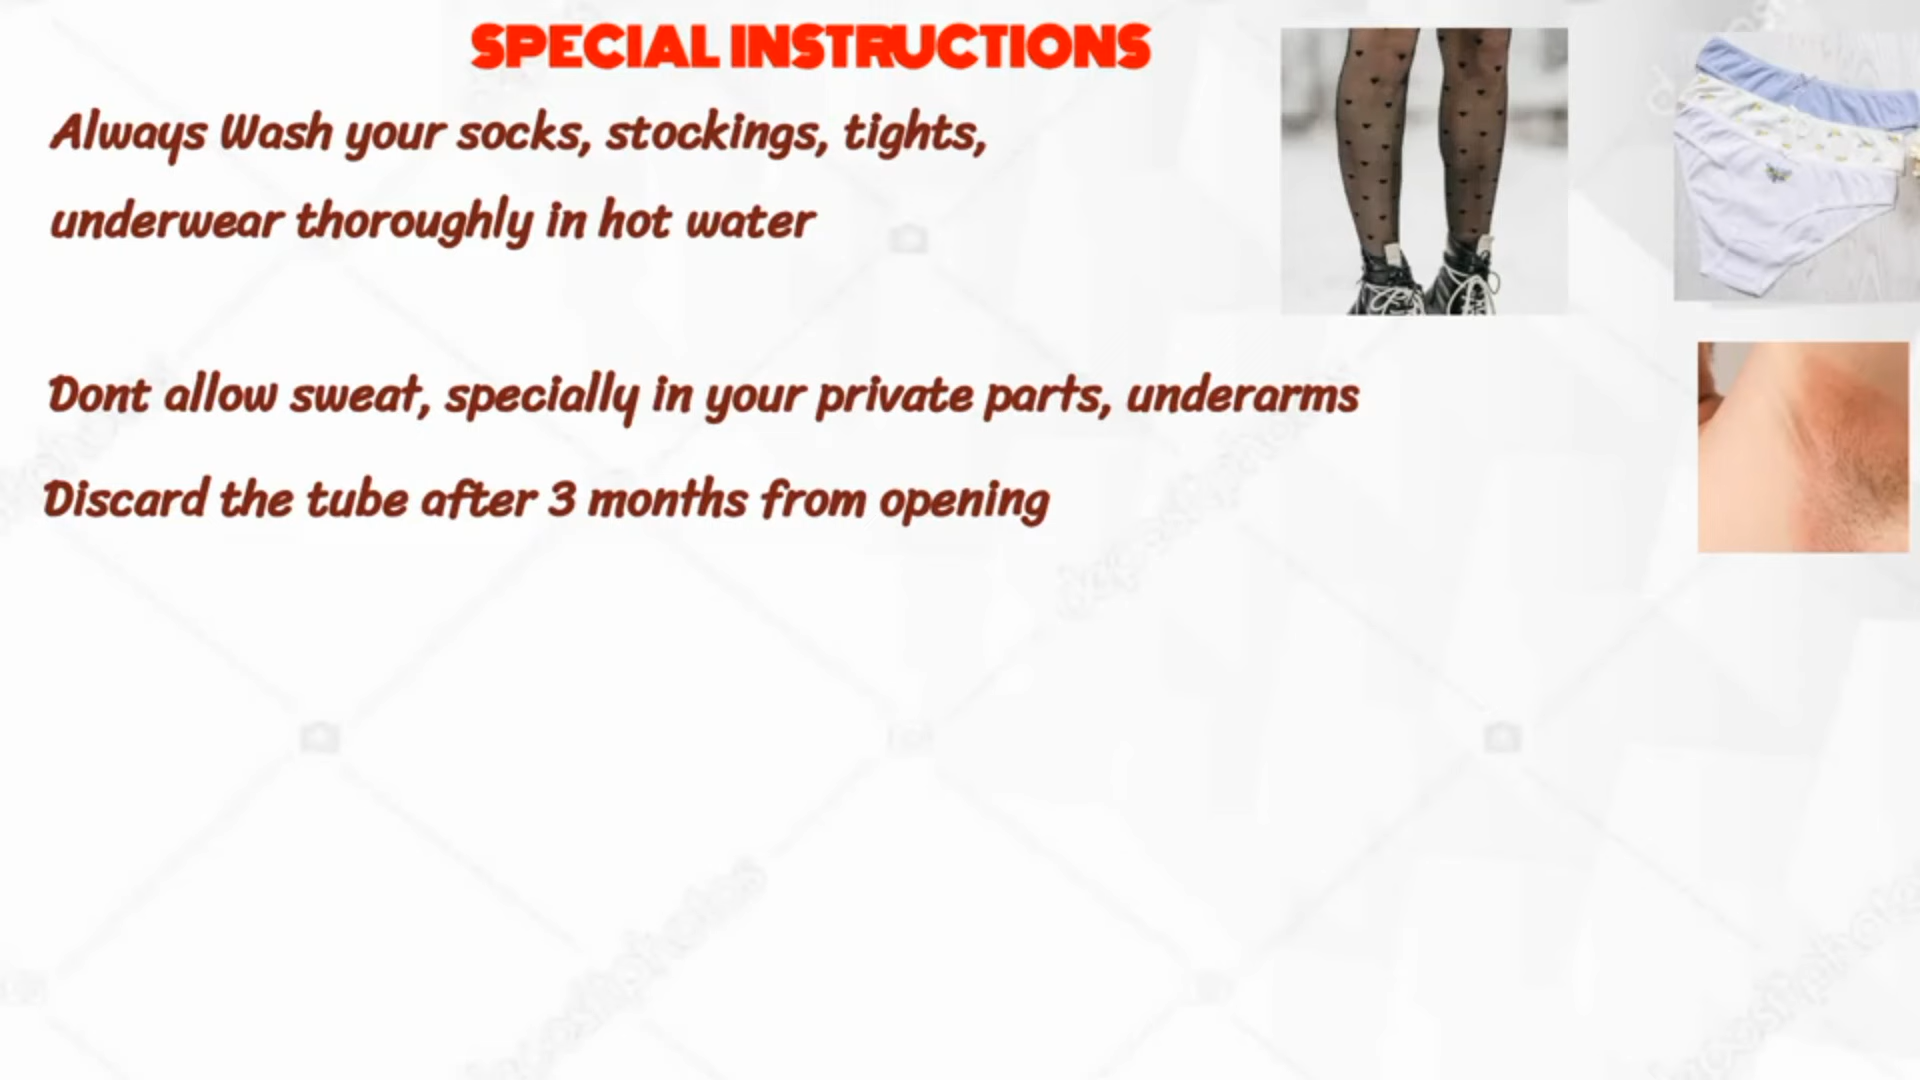 SPECIAL INSTRUCTIONS
Always Wash your socks, stockings, tights,
underwear thoroughly in hot water
Dont allow sweat, specially in your private parts, underarms
Discard the tube after 3 months from opening